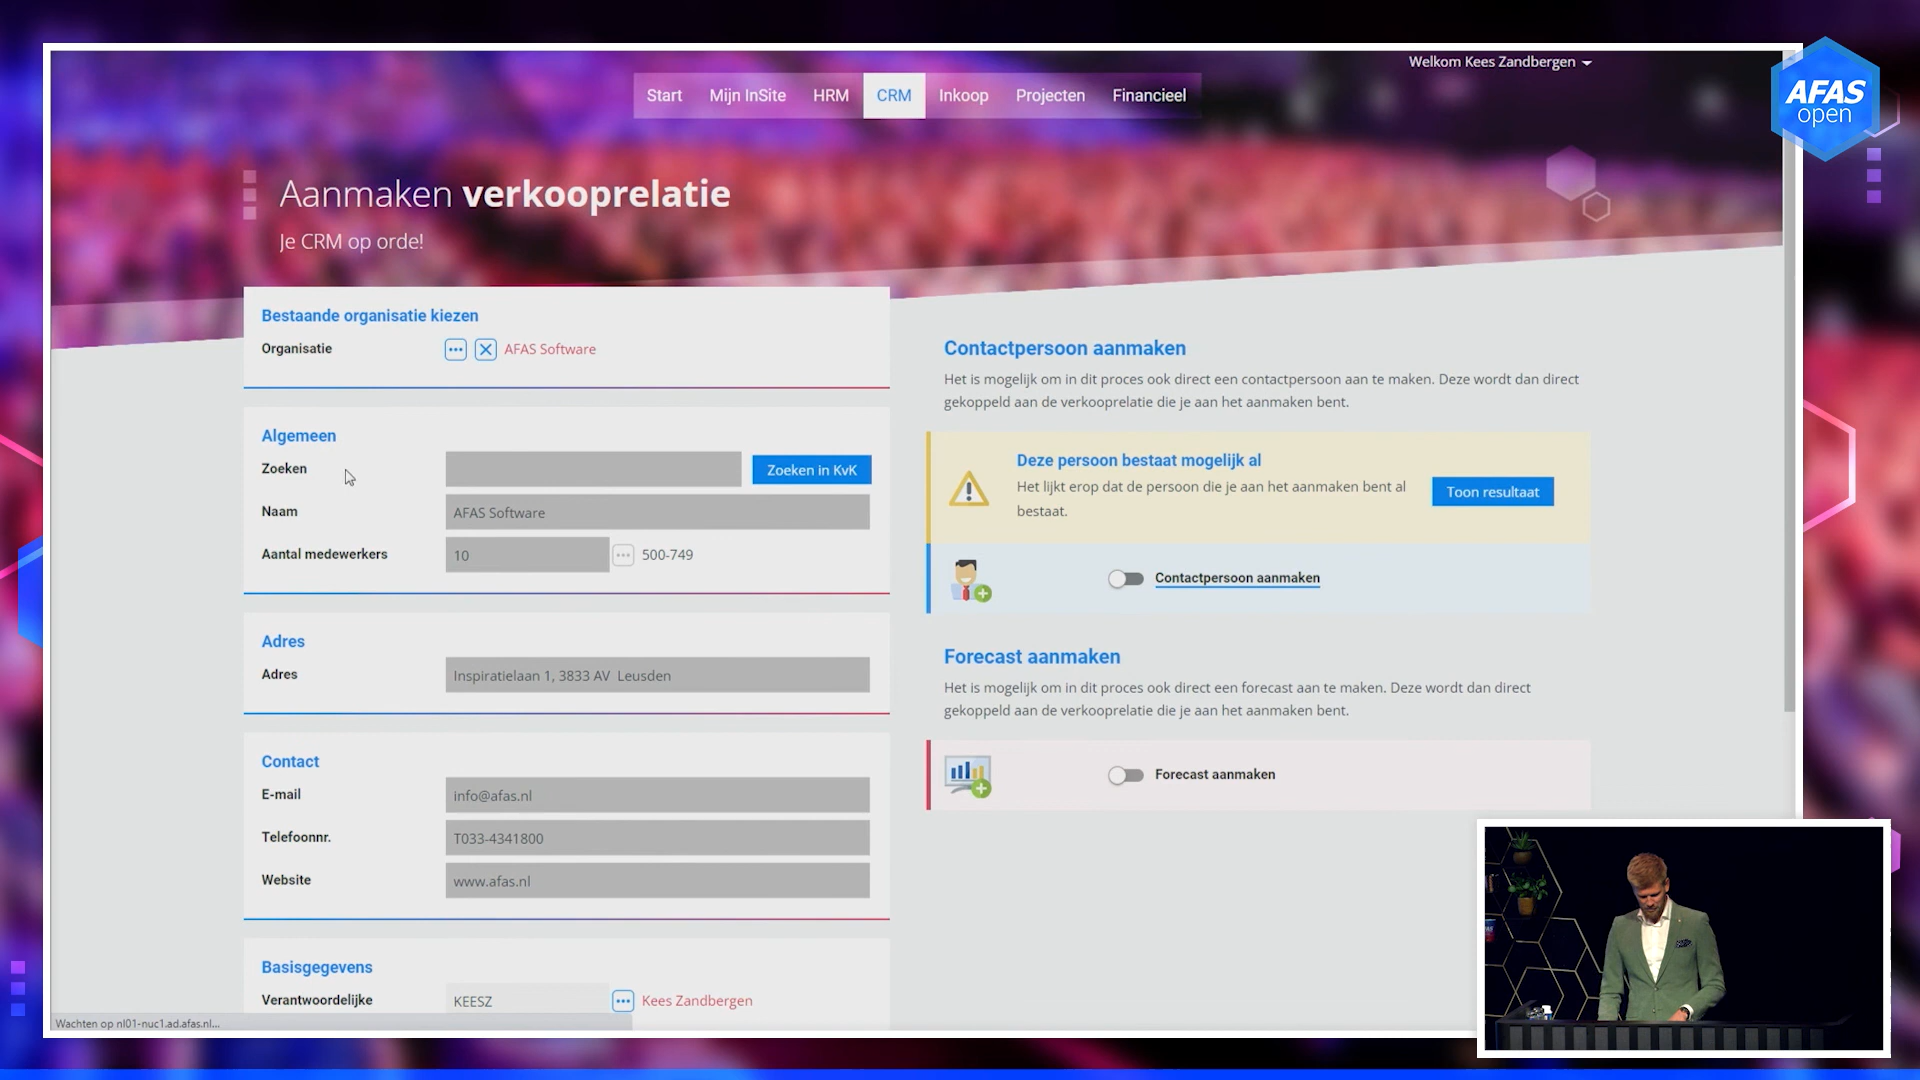 Welkom Kees Zandbergen
AFAS
open
Start Mijn InSite HRM CRM Inkoop Projecten Financieel
Aanmaken verkooprelatie
Je CRM op orde!
Bestaande organisatie kiezen
Organisatie AFAS Software
Algemeen
Zoeken Zoeken in KvK
Naam AFAS Software
Aantal medewerkers 10 500-749
Adres
Adres Inspiratielaan 1, 3833 AV Leusden
Contact
E-mail info@afas.nl
Telefoonnr. T033-4341800
Website www.afas.nl
Basisgegevens
Verantwoordelijke KEESZ Kees Zandbergen
Wachten op nl01-nuc1.ad.afas.nl...
Contactpersoon aanmaken
Het is mogelijk om in dit proces ook direct een contactpersoon aan te maken. Deze wordt dan direct
gekoppeld aan de verkooprelatie die je aan het aanmaken bent.
Deze persoon bestaat mogelijk al
Het lijkt erop dat de persoon die je aan het aanmaken bent al
bestaat.
Toon resultaat
Contactpersoon aanmaken
Forecast aanmaken
Het is mogelijk om in dit proces ook direct een forecast aan te maken. Deze wordt dan direct
gekoppeld aan de verkooprelatie die je aan het aanmaken bent.
Forecast aanmaken